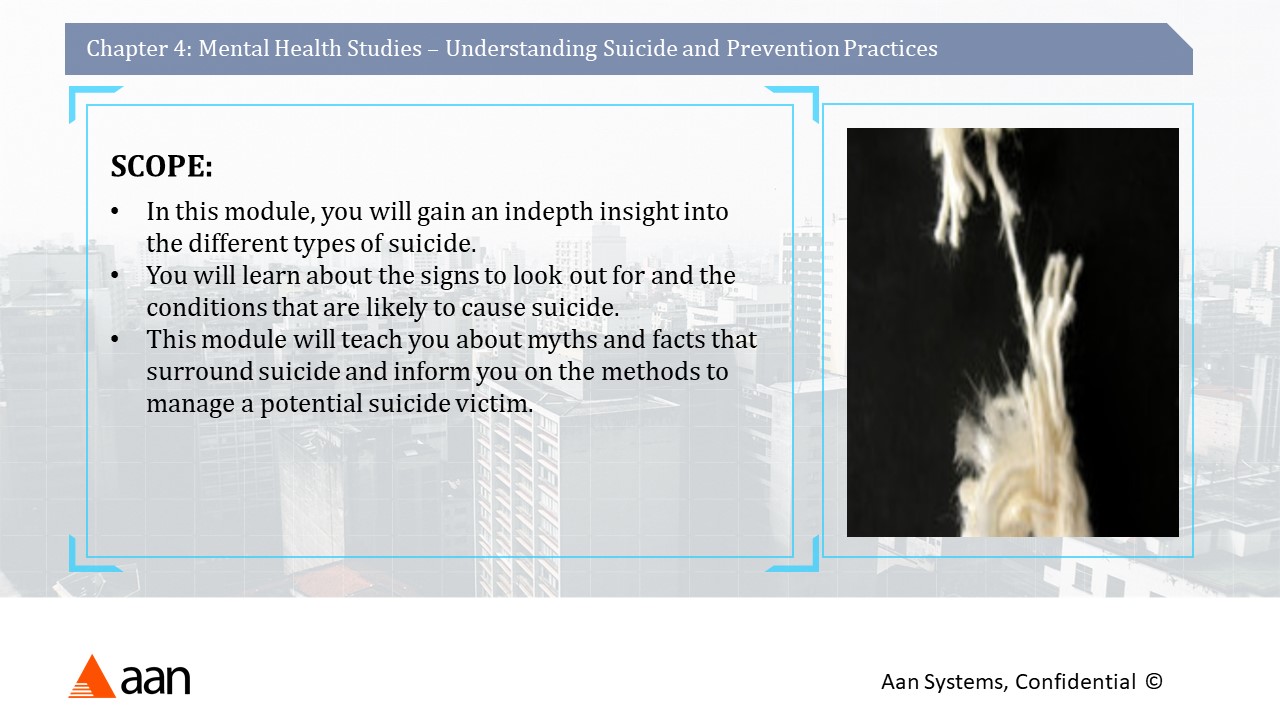 Chapter 4: Mental Health Studies – Understanding Suicide and Prevention Practices
SCOPE:
• In this module, you will gain an indepth insight into
the different types of suicide.
• You will learn about the signs to look out for and the
conditions that are likely to cause suicide.
• This module will teach you about myths and facts that
surround suicide and inform you on the methods to
manage a potential suicide victim.
aan
Aan Systems, Confidential ©